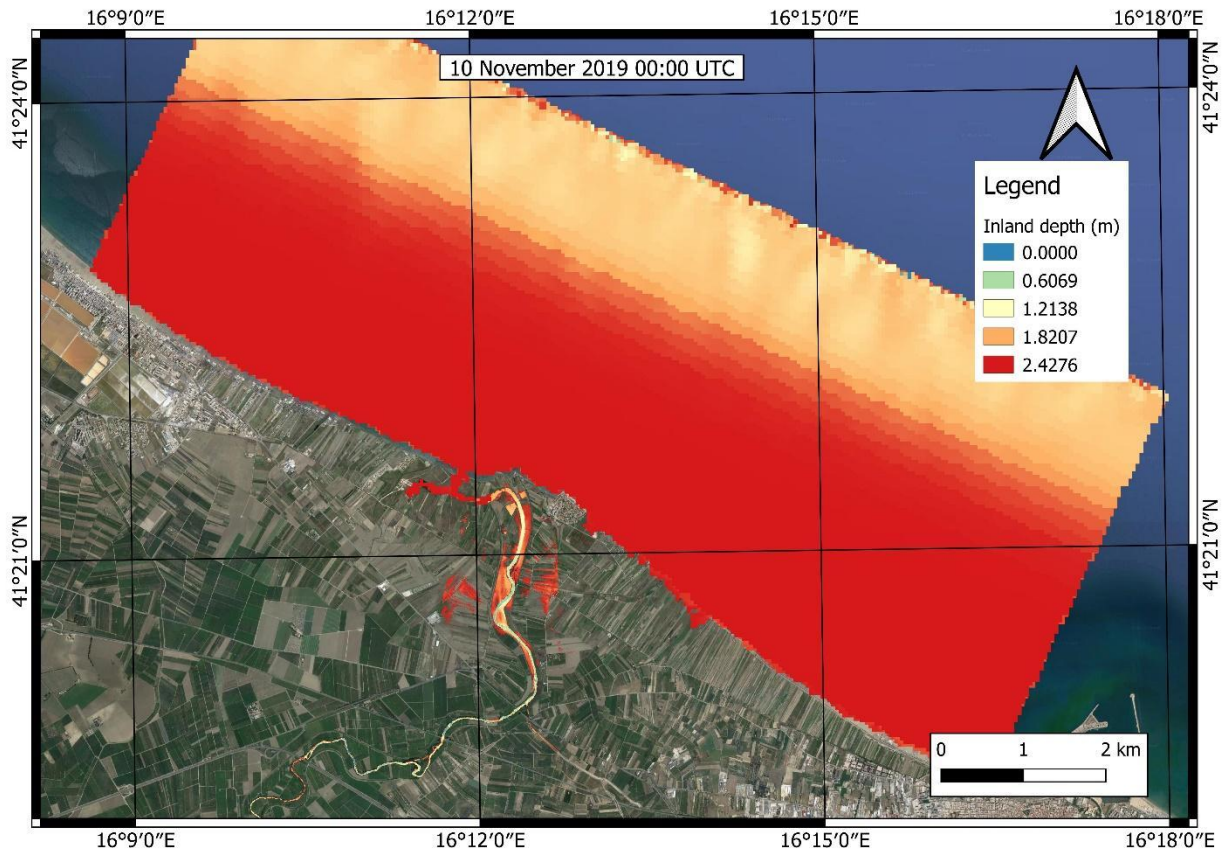 16°9′0″E
16°12′0″E
16°15′0″E
16°18′0″E
10 November 2019 00:00 UTC
41°24′0″N
41°24′0″N
Legend
Inland depth (m)
0.0000
0.6069
1.2138
1.8207
2.4276
41°21′0″N
41°21′0″N
0 1 2 km
16°9′0″E
16°12′0″E
16°15′0″E
16°18′0″E